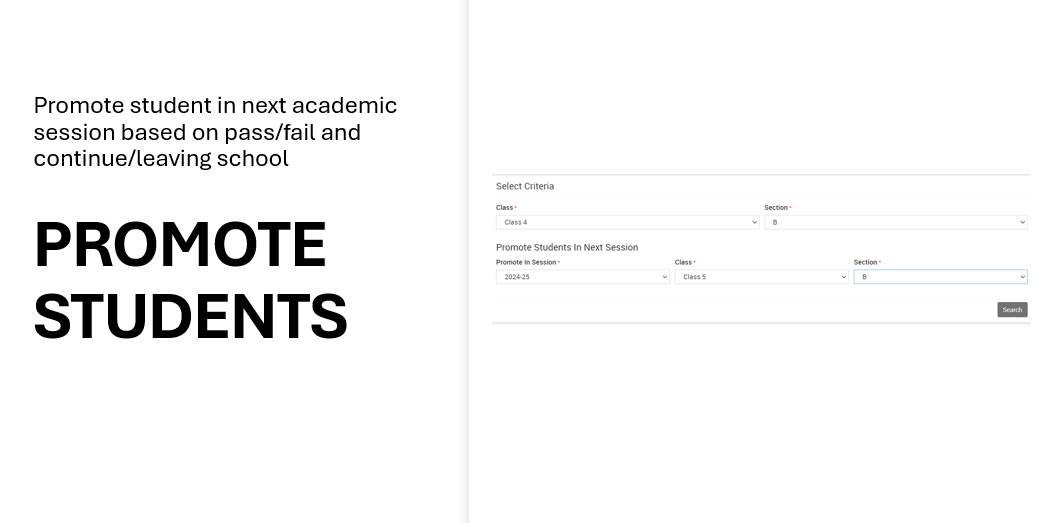 Promote student in next academic
session based on pass/fail and
continue/leaving school
PROMOTE
STUDENTS
Select Criteria
Class *
Section *
Class 4
B
Promote Students In Next Session
Promote In Session *
Class *
Section *
2024-25
Class 5
B
Search